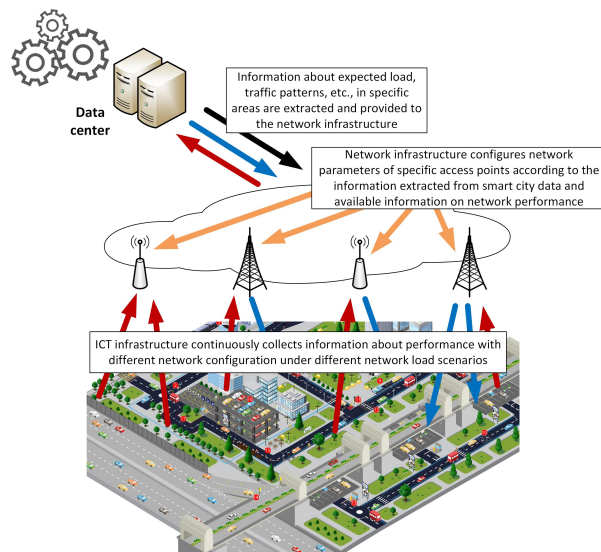 Information about expected load,
traffic patterns, etc., in specific
areas are extracted and provided to
the network infrastructure
Data
center
Network infrastructure configures network
parameters of specific access points according to the
information extracted from smart city data and
available information on network performance
ICT infrastructure continuously collects information about performance with
different network configuration under different network load scenarios